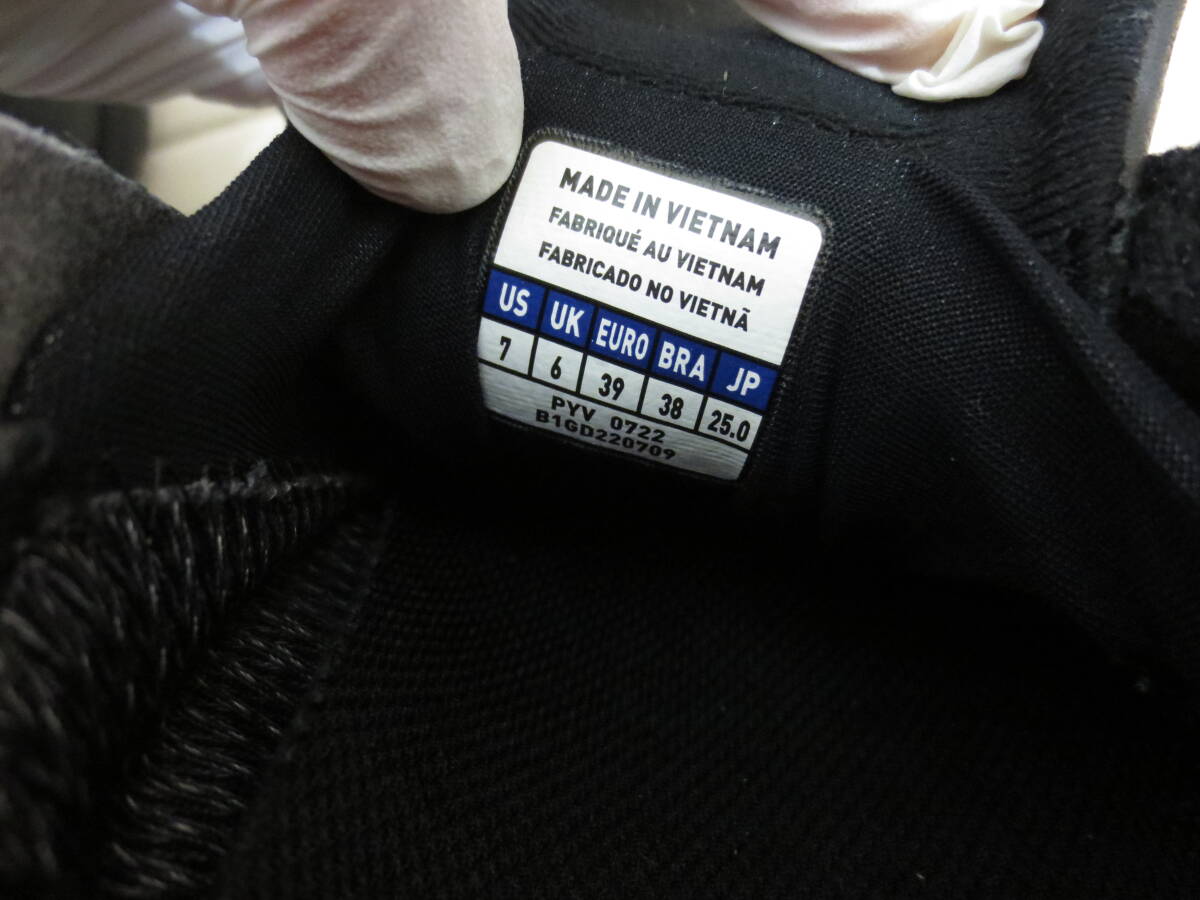 MADE IN VIETNAM
FABRIQUÉ AU VIETNAM
FABRICADO NO VIETNÃ
US UK EURO BRA JP
7 6 39 38 25.0
PYV 0722
B1GD220709